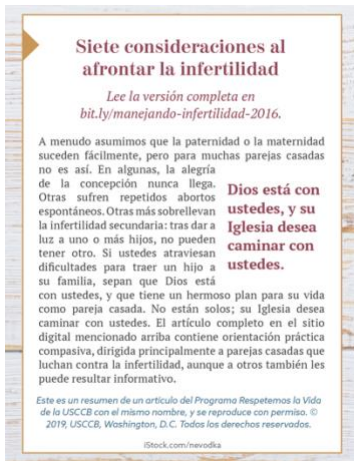 Siete consideraciones al
afrontar la infertilidad
Lee la versión completa en
bit.ly/manejando-infertilidad-2016.
A menudo asumimos que la paternidad o la maternidad
suceden fácilmente, pero para muchas parejas casadas
no es así. En algunas, la alegría
de la concepción nunca llega.
Otras sufren repetidos abortos
espontáneos. Otras más sobrellevan
la infertilidad secundaria: tras dar a
luz a uno o más hijos, no pueden
tener otro. Si ustedes atraviesan
dificultades para traer un hijo a
su familia, sepan que Dios está
con ustedes, y que tiene un hermoso plan para su vida
como pareja casada. No están solos; su Iglesia desea
caminar con ustedes. El artículo completo en el sitio
digital mencionado arriba contiene orientación práctica
compasiva, dirigida principalmente a parejas casadas que
luchan contra la infertilidad, aunque a otros también les
puede resultar informativo.
Dios está con
ustedes, y su
Iglesia desea
caminar con
ustedes.
Este es un resumen de un artículo del Programa Respetemos la Vida
de la USCCB con el mismo nombre, y se reproduce con permiso. ©
2019, USCCB, Washington, D.C. Todos los derechos reservados.
iStock.com/nevodka